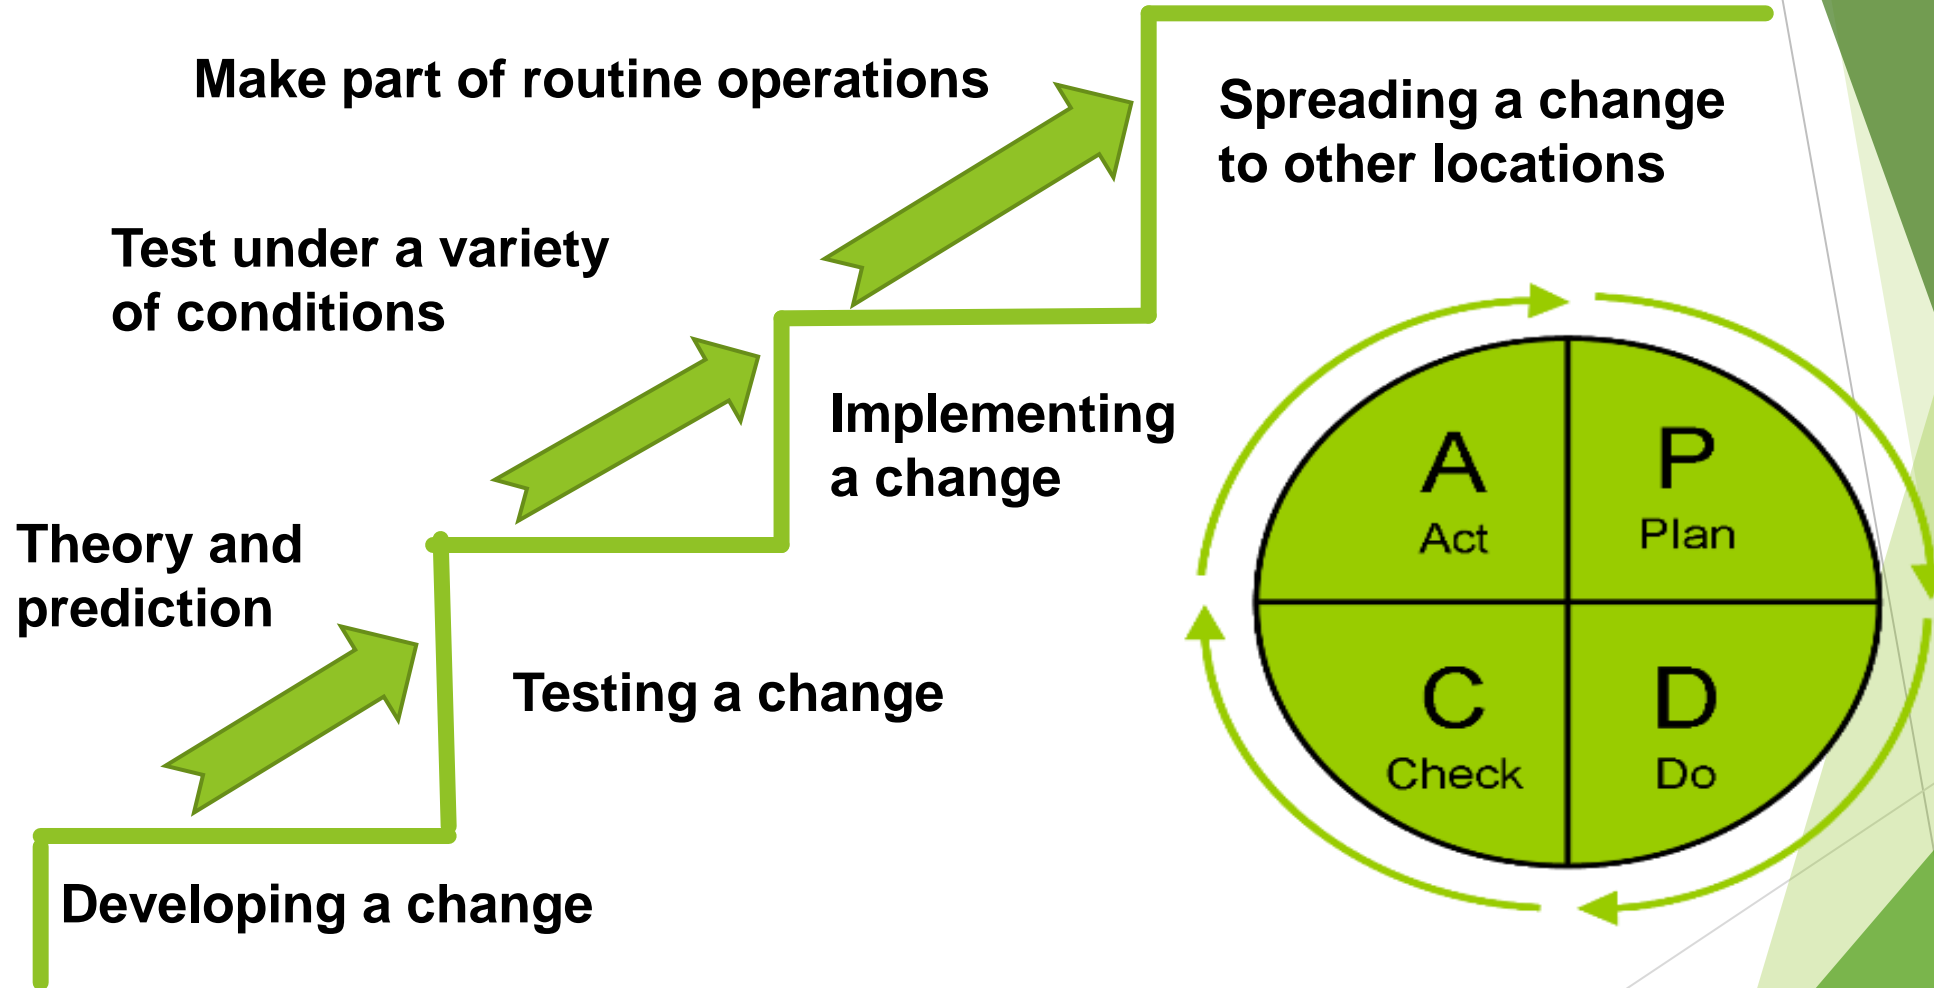 Make part of routine operations
Spreading a change
to other locations
Test under a variety
of conditions
Implementing
a change
Theory and
prediction
Testing a change
Developing a change
A
Act
P
Plan
C
Check
D
Do